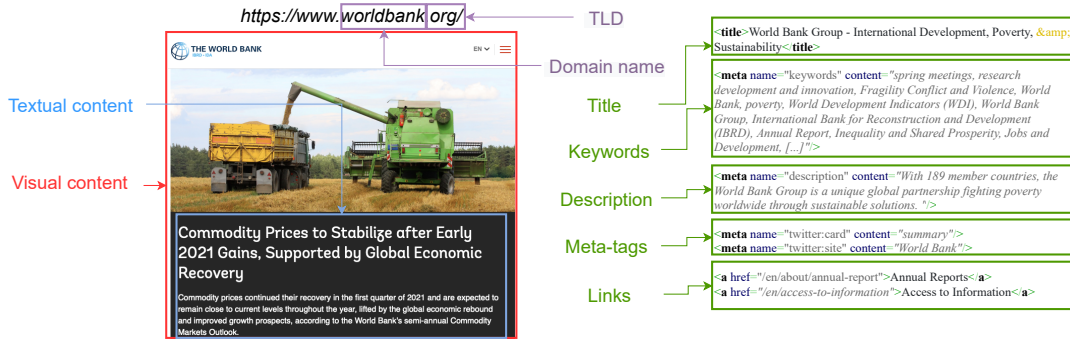 https://www.worldbank.org/
TLD
Domain name
THE WORLD BANK
IBRD • IDA
EN
Textual content
Visual content
Commodity Prices to Stabilize after Early
2021 Gains, Supported by Global Economic
Recovery
Commodity prices continued their recovery in the first quarter of 2021 and are expected to
remain close to current levels throughout the year, lifted by the global economic rebound
and improved growth prospects, according to the World Bank's semi-annual Commodity
Markets Outlook.
Title
Keywords
Description
Meta-tags
Links
<title>World Bank Group - International Development, Poverty, &amp;
Sustainability</title>
<meta name="keywords" content="spring meetings, research
development and innovation, Fragility Conflict and Violence, World
Bank, poverty, World Development Indicators (WDI), World Bank
Group, International Bank for Reconstruction and Development
(IBRD), Annual Report, Inequality and Shared Prosperity, Jobs and
Development, [...]"/>
<meta name="description" content="With 189 member countries, the
World Bank Group is a unique global partnership fighting poverty
worldwide through sustainable solutions. "/>
<meta name="twitter:card" content="summary"/>
<meta name="twitter:site" content="World Bank"/>
<a href="/en/about/annual-report">Annual Reports</a>
<a href="/en/access-to-information">Access to Information</a>